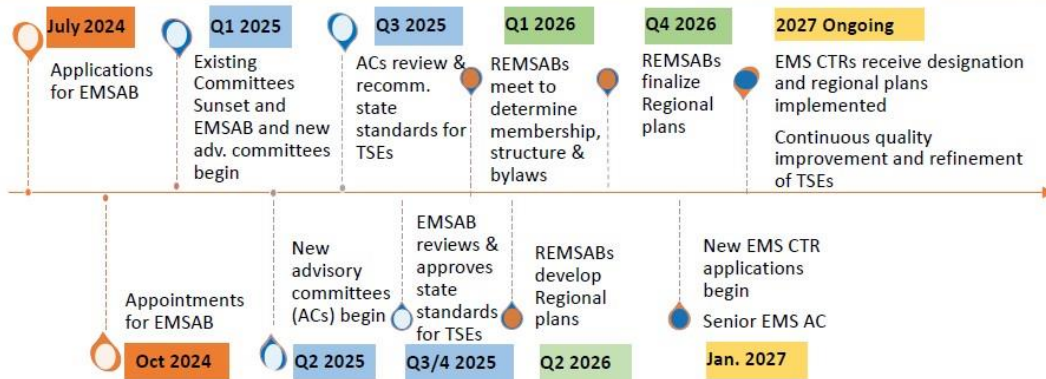 July 2024
Applications
for EMSAB
Q1 2025
Existing
Committees
Sunset and
EMSAB and new
adv. committees
begin
Q3 2025
ACs review &
recomm.
state
standards for
TSEs
Q1 2026
REMSABs
meet to
determine
membership,
structure &
bylaws
Q4 2026
REMSABs
finalize
Regional
plans
2027 Ongoing
EMS CTRs receive designation
and regional plans
implemented
Continuous quality
improvement and refinement
of TSEs
Appointments
for EMSAB
Oct 2024
New
advisory
committees
(ACs) begin
Q2 2025
EMSAB
reviews &
approves
state
standards
for TSEs
Q3/4 2025
REMSABs
develop
Regional
plans
Q2 2026
New EMS CTR
applications
begin
Senior EMS AC
Jan. 2027